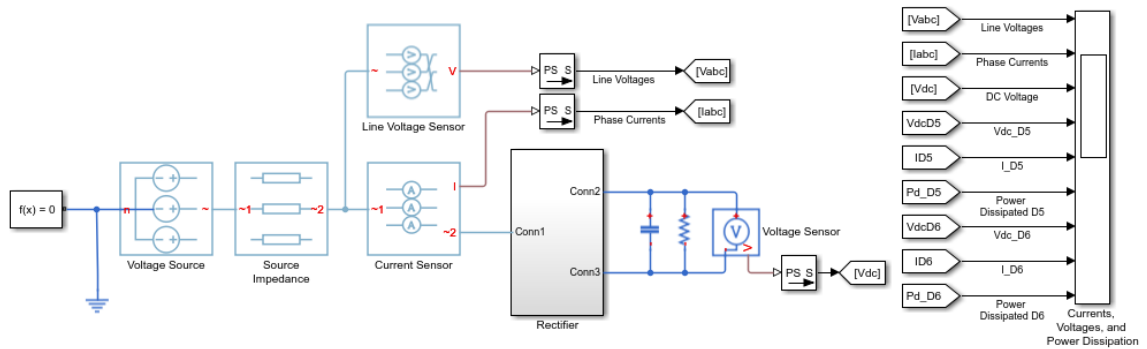 f(x) = 0
n
~
Voltage Source
~1
~2
Source
Impedance
~
V
V
V
V
Line Voltage Sensor
PS S
Line Voltages
[Vabc]
PS S
Phase Currents
[Iabc]
I
~1
A
A
A
~2
Current Sensor
Conn1
Conn2
Conn3
Rectifier
+
+
+
V
-
V
Voltage Sensor
PS S
[Vdc]
[Vabc]
Line Voltages
[Iabc]
Phase Currents
[Vdc]
DC Voltage
VdcD5
Vdc_D5
ID5
I_D5
Pd_D5
Power
Dissipated D5
VdcD6
Vdc_D6
ID6
I_D6
Pd_D6
Power
Dissipated D6
Currents,
Voltages, and
Power Dissipation